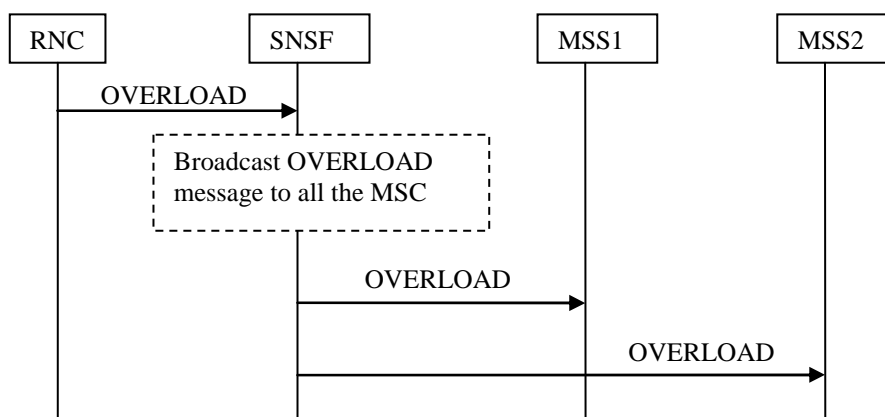 RNC SNSF MSS1 MSS2
OVERLOAD
Broadcast OVERLOAD
message to all the MSC
OVERLOAD
OVERLOAD